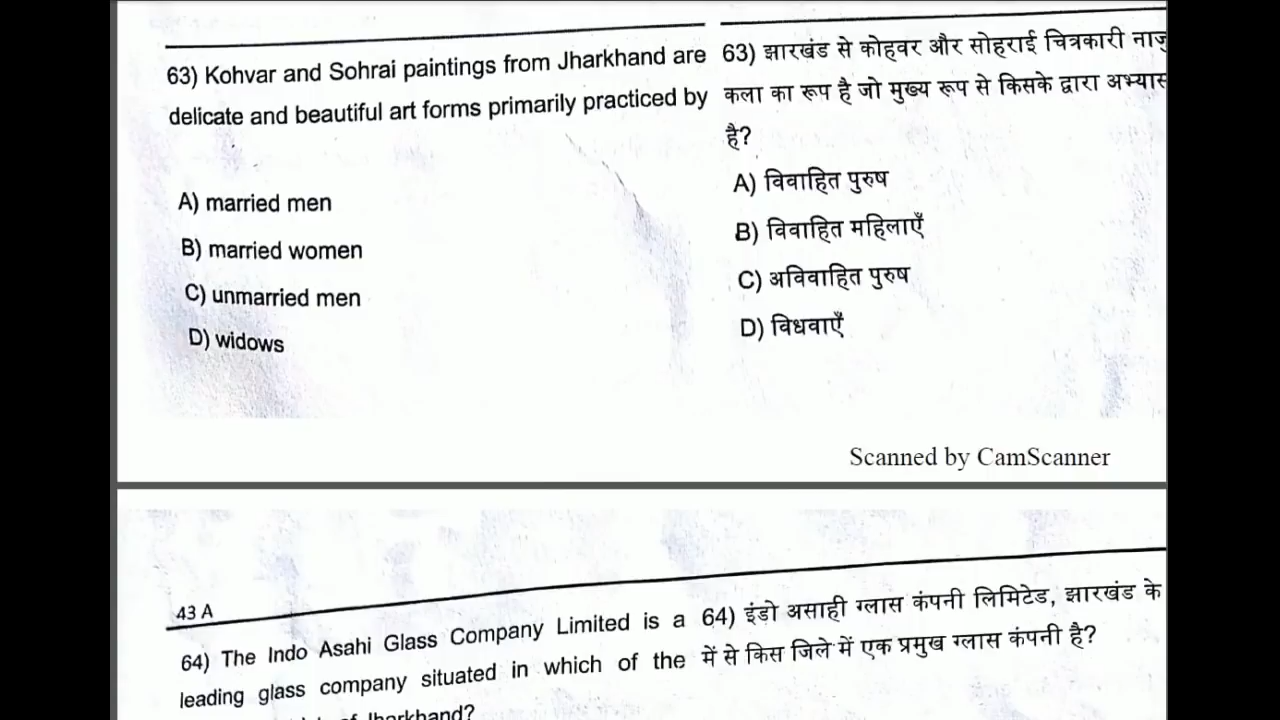 63) Kohvar and Sohrai paintings from Jharkhand are
delicate and beautiful art forms primarily practiced by
A) married men
B) married women
C) unmarried men
D) widows
63) झारखंड से कोहवर और सोहराई चित्रकारी
कला का रूप है जो मुख्य रूप से किसके द्वारा
है?
A) विवाहित पुरुष
B) विवाहित महिलाएँ
C) अविवाहित पुरुष
D) विधवाएँ
Scanned by CamScanner
43 A
64) The Indo Asahi Glass Company Limited is a
leading glass company situated in which of the
Jharkhand?
64) इंडो असाही ग्लास कंपनी लिमिटेड, झारखंड के
में से किस जिले में एक प्रमुख ग्लास कंपनी है?